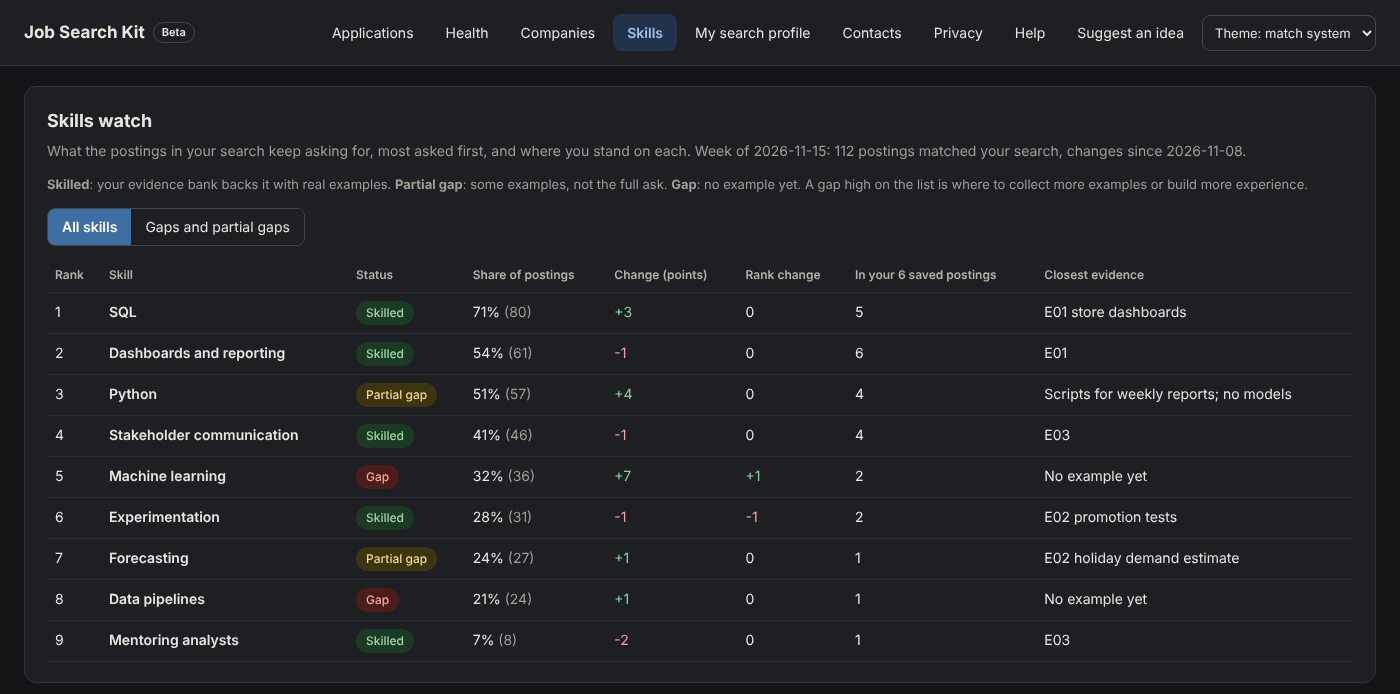 Job Search Kit Beta Applications Health Companies Skills My search profile Contacts Privacy Help Suggest an idea Theme: match system
Skills watch
What the postings in your search keep asking for, most asked first, and where you stand on each. Week of 2026-11-15: 112 postings matched your search, changes since 2026-11-08.
Skilled: your evidence bank backs it with real examples. Partial gap: some examples, not the full ask. Gap: no example yet. A gap high on the list is where to collect more examples or build more experience.
All skills Gaps and partial gaps
Rank Skill Status Share of postings Change (points) Rank change In your 6 saved postings Closest evidence
1 SQL Skilled 71% (80) +3 0 5 E01 store dashboards
2 Dashboards and reporting Skilled 54% (61) -1 0 6 E01
3 Python Partial gap 51% (57) +4 0 4 Scripts for weekly reports; no models
4 Stakeholder communication Skilled 41% (46) -1 0 4 E03
5 Machine learning Gap 32% (36) +7 +1 2 No example yet
6 Experimentation Skilled 28% (31) -1 -1 2 E02 promotion tests
7 Forecasting Partial gap 24% (27) +1 0 1 E02 holiday demand estimate
8 Data pipelines Gap 21% (24) +1 0 1 No example yet
9 Mentoring analysts Skilled 7% (8) -2 0 1 E03